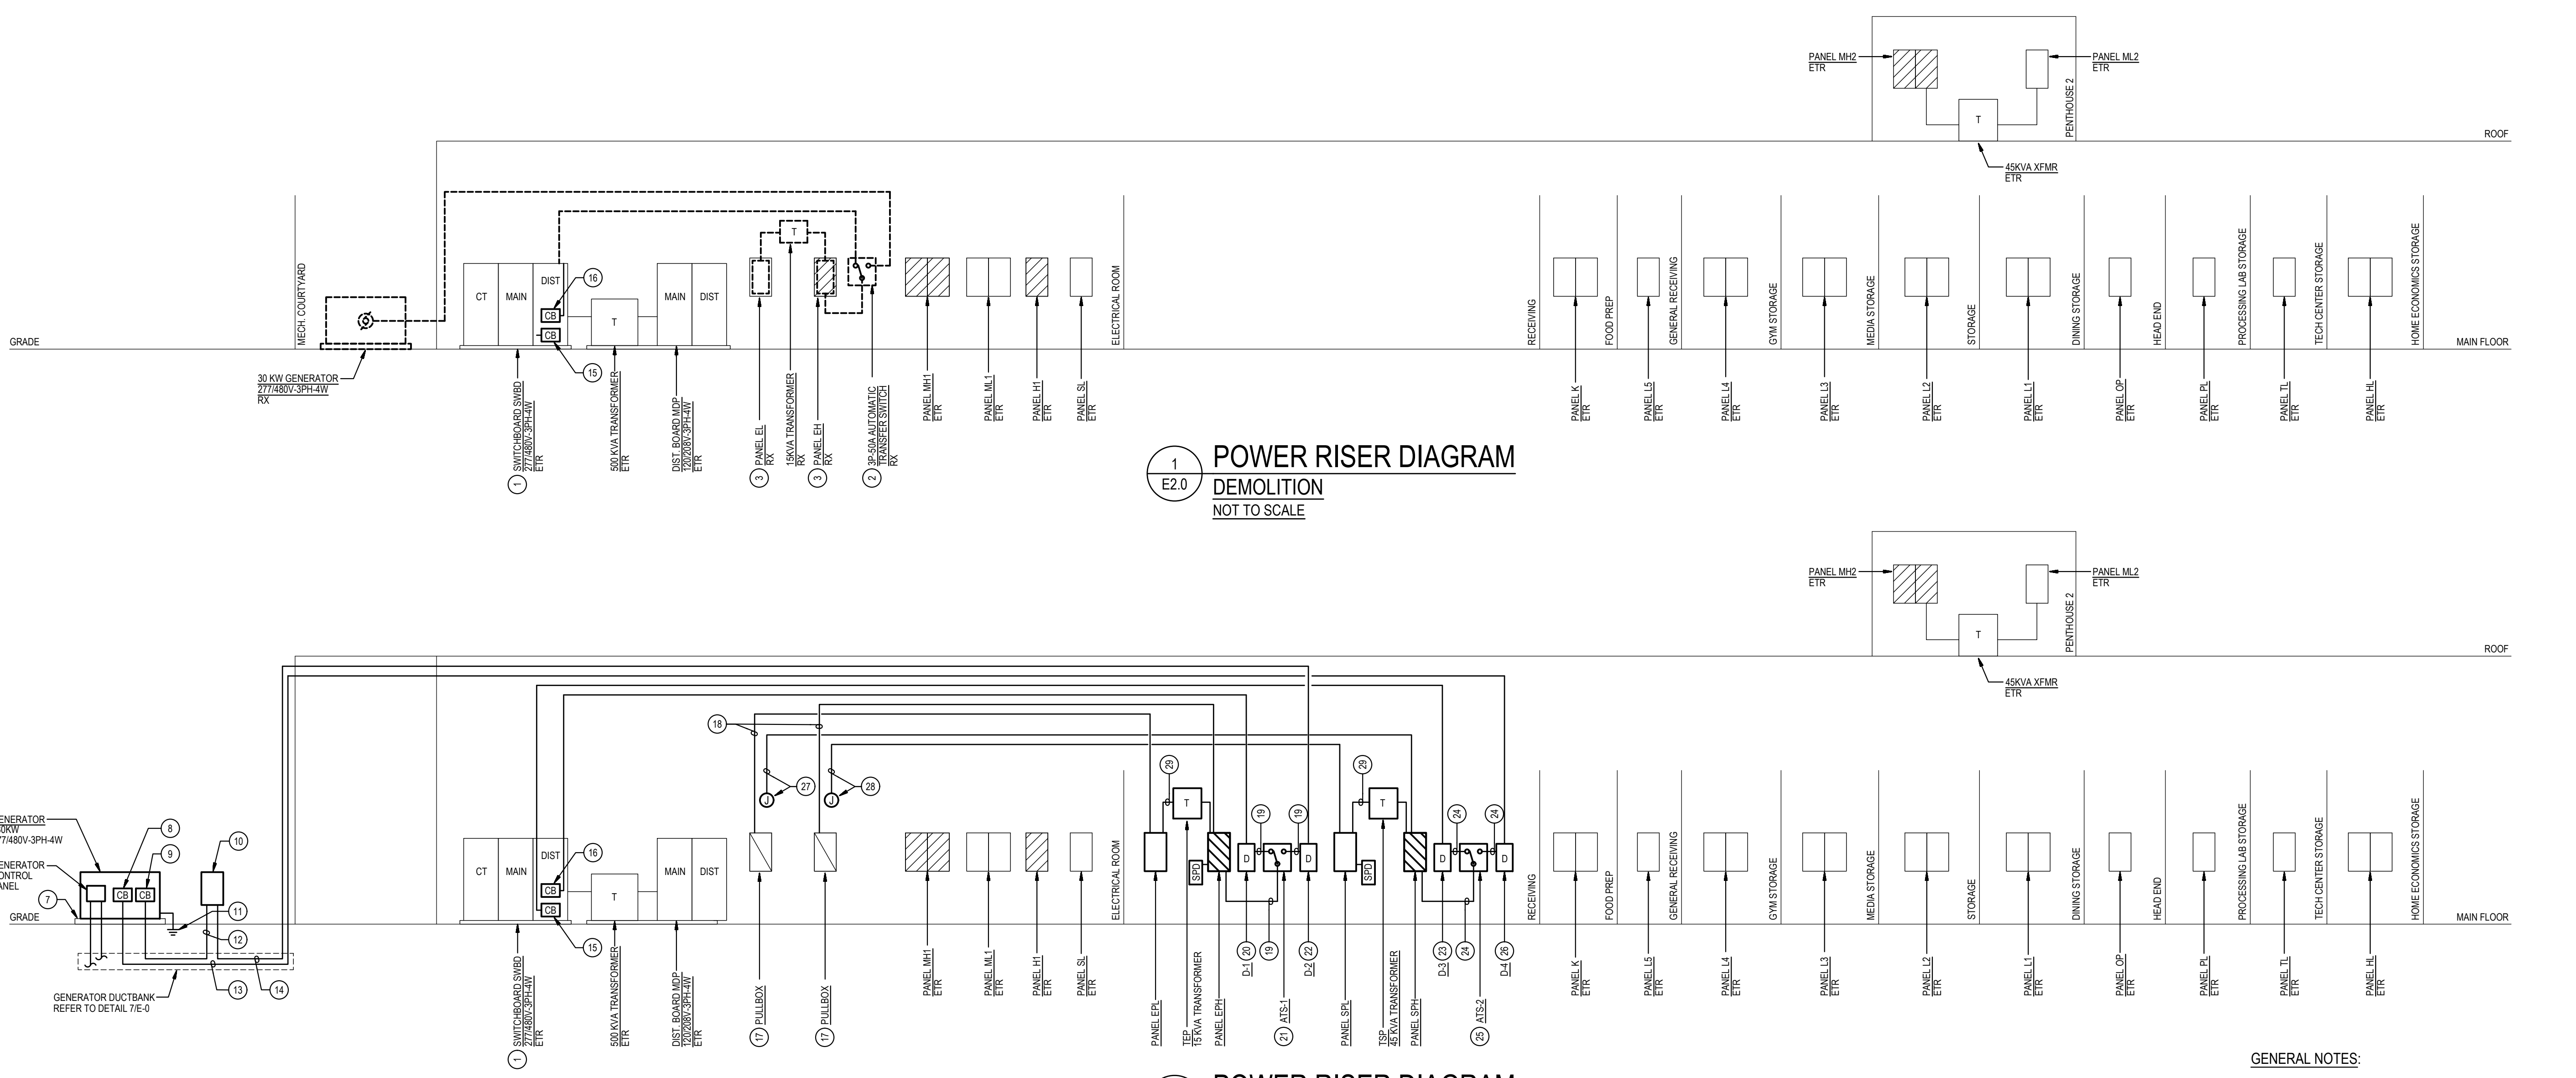 PANEL MH2
ETR
PANEL ML2
ETR
PENTHOUSE 2
T
ROOF
45KVA XFMR
ETR
MECH. COURTYARD
GRADE
30 KW GENERATOR
277/480V-3PH-4W
RX
CT
MAIN
DIST
CB
16
CB
15
T
MAIN
DIST
T
ELECTRICAL ROOM
1
SWITCHBOARD SWBD
277/480V-3PH-4W
ETR
500 KVA TRANSFORMER
ETR
DIST. BOARD MDP
120/208V-3PH-4W
ETR
3
PANEL EL
RX
15KVA TRANSFORMER
RX
3
PANEL EH
RX
2
3P-50A AUTOMATIC
TRANSFER SWITCH
RX
PANEL MH1
ETR
PANEL ML1
ETR
PANEL H1
ETR
PANEL SL
ETR
RECEIVING
FOOD PREP
GENERAL RECEIVING
GYM STORAGE
MEDIA STORAGE
STORAGE
DINING STORAGE
HEAD END
PROCESSING LAB STORAGE
TECH CENTER STORAGE
HOME ECONOMICS STORAGE
MAIN FLOOR
PANEL K
ETR
PANEL L5
ETR
PANEL L4
ETR
PANEL L3
ETR
PANEL L2
ETR
PANEL L1
ETR
PANEL OP
ETR
PANEL PL
ETR
PANEL TL
ETR
PANEL HL
ETR
1
E2.0
POWER RISER DIAGRAM
DEMOLITION
NOT TO SCALE
PANEL MH2
ETR
PANEL ML2
ETR
PENTHOUSE 2
T
ROOF
45KVA XFMR
ETR
18
27
J
28
J
29
T
29
T
ENERATOR
0KW
77/480V-3PH-4W
ENERATOR
ONTROL
ANEL
7
8
9
CB
CB
10
11
12
13
14
GRADE
GENERATOR DUCTBANK
REFER TO DETAIL 7/E-0
CT
MAIN
DIST
CB
16
CB
15
T
MAIN
DIST
ELECTRICAL ROOM
SPD
D
19
19
D
SPD
D
24
24
D
1
SWITCHBOARD SWBD
277/480V-3PH-4W
ETR
500 KVA TRANSFORMER
ETR
DIST. BOARD MDP
120/208V-3PH-4W
ETR
17
PULLBOX
17
PULLBOX
PANEL MH1
ETR
PANEL ML1
ETR
PANEL H1
ETR
PANEL SL
ETR
PANEL EPL
TEP
15 KVA TRANSFORMER
PANEL EPH
D-1
20
19
21
ATS-1
D-2
22
PANEL SPL
TSP
45 KVA TRANSFORMER
PANEL SPH
D-3
23
24
25
ATS-2
D-4
26
RECEIVING
FOOD PREP
GENERAL RECEIVING
GYM STORAGE
MEDIA STORAGE
STORAGE
DINING STORAGE
HEAD END
PROCESSING LAB STORAGE
TECH CENTER STORAGE
HOME ECONOMICS STORAGE
MAIN FLOOR
PANEL K
ETR
PANEL L5
ETR
PANEL L4
ETR
PANEL L3
ETR
PANEL L2
ETR
PANEL L1
ETR
PANEL OP
ETR
PANEL PL
ETR
PANEL TL
ETR
PANEL HL
ETR
POWER RISER DIAGRAM
GENERAL NOTES: